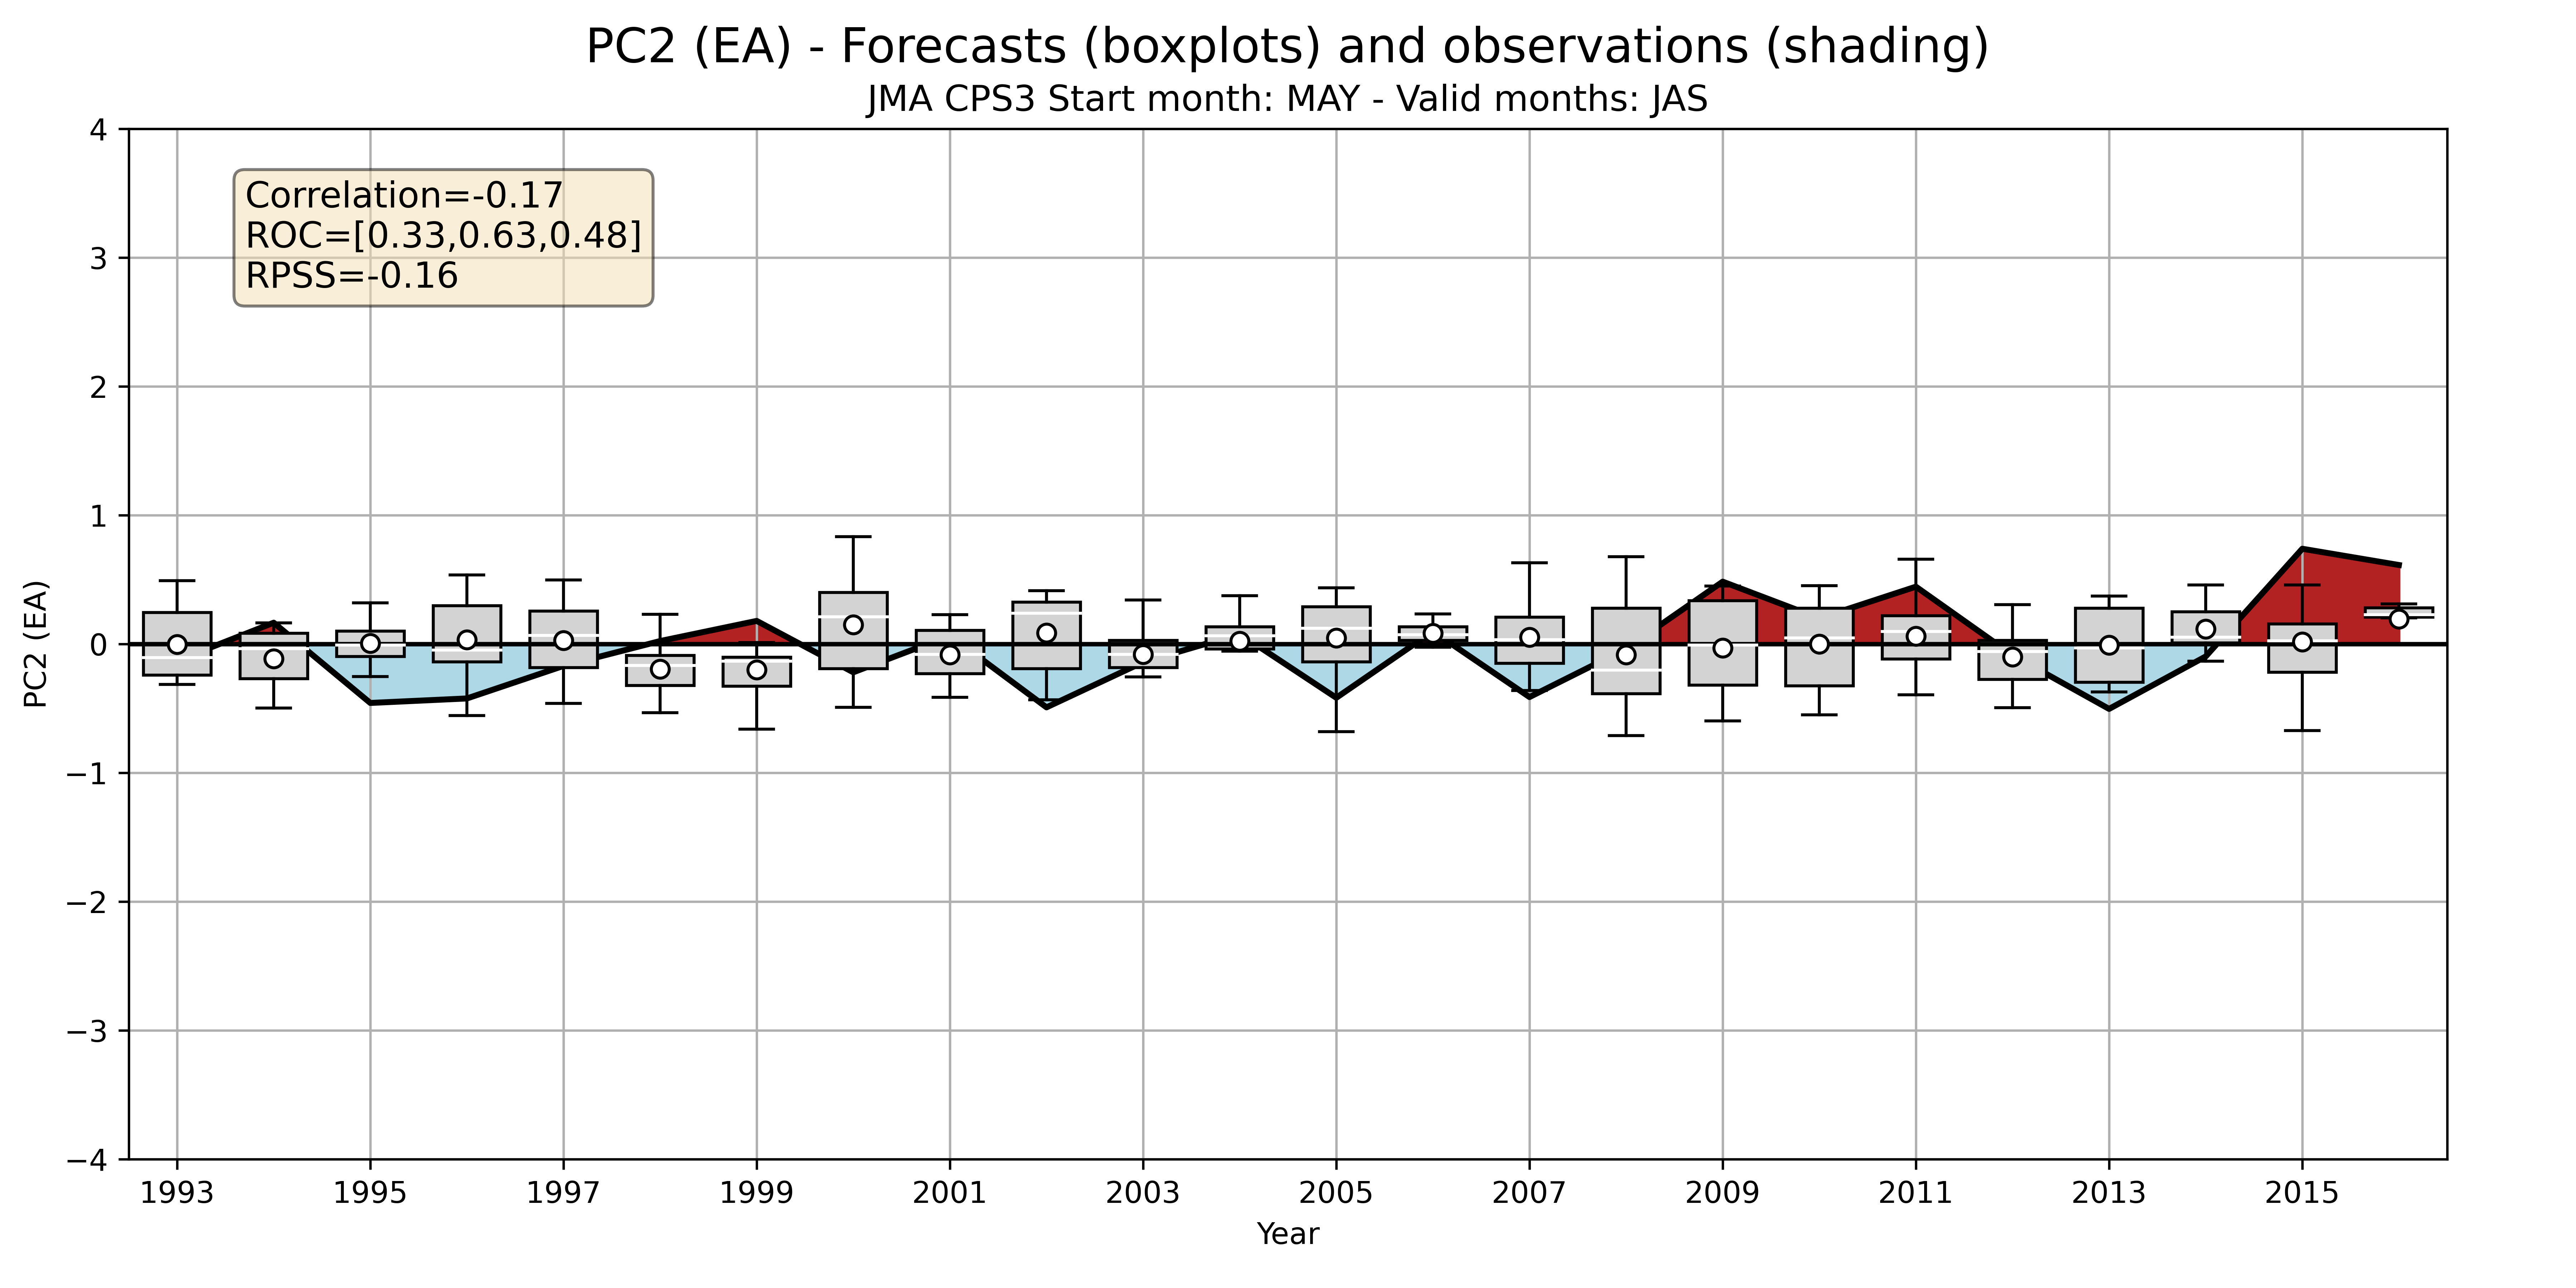 PC2 (EA) - Forecasts (boxplots) and observations (shading)
JMA CPS3 Start month: MAY - Valid months: JAS
Correlation=-0.17
ROC=[0.33,0.63,0.48]
RPSS=-0.16
PC2 (EA)
4
3
2
1
0
−1
−2
−3
−4
1993 1995 1997 1999 2001 2003 2005 2007 2009 2011 2013 2015
Year